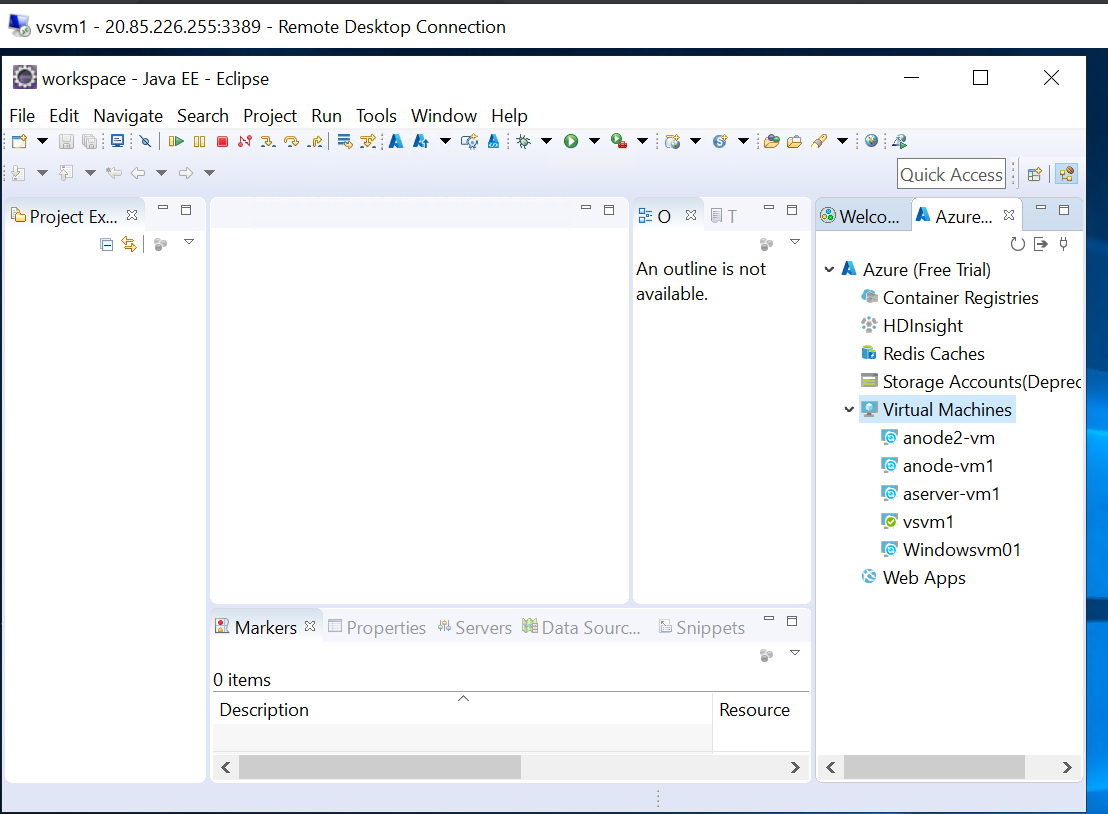 vsvm1 - 20.85.226.255:3389 - Remote Desktop Connection
workspace - Java EE - Eclipse
File Edit Navigate Search Project Run Tools Window Help
Quick Access
Project Ex...
O
T
Welco...
Azure...
An outline is not
available.
Azure (Free Trial)
Container Registries
HDInsight
Redis Caches
Storage Accounts(Deprec
Virtual Machines
anode2-vm
anode-vm1
aserver-vm1
vsvm1
Windowsvm01
Web Apps
Markers Properties Servers Data Sourc... Snippets
0 items
Description Resource